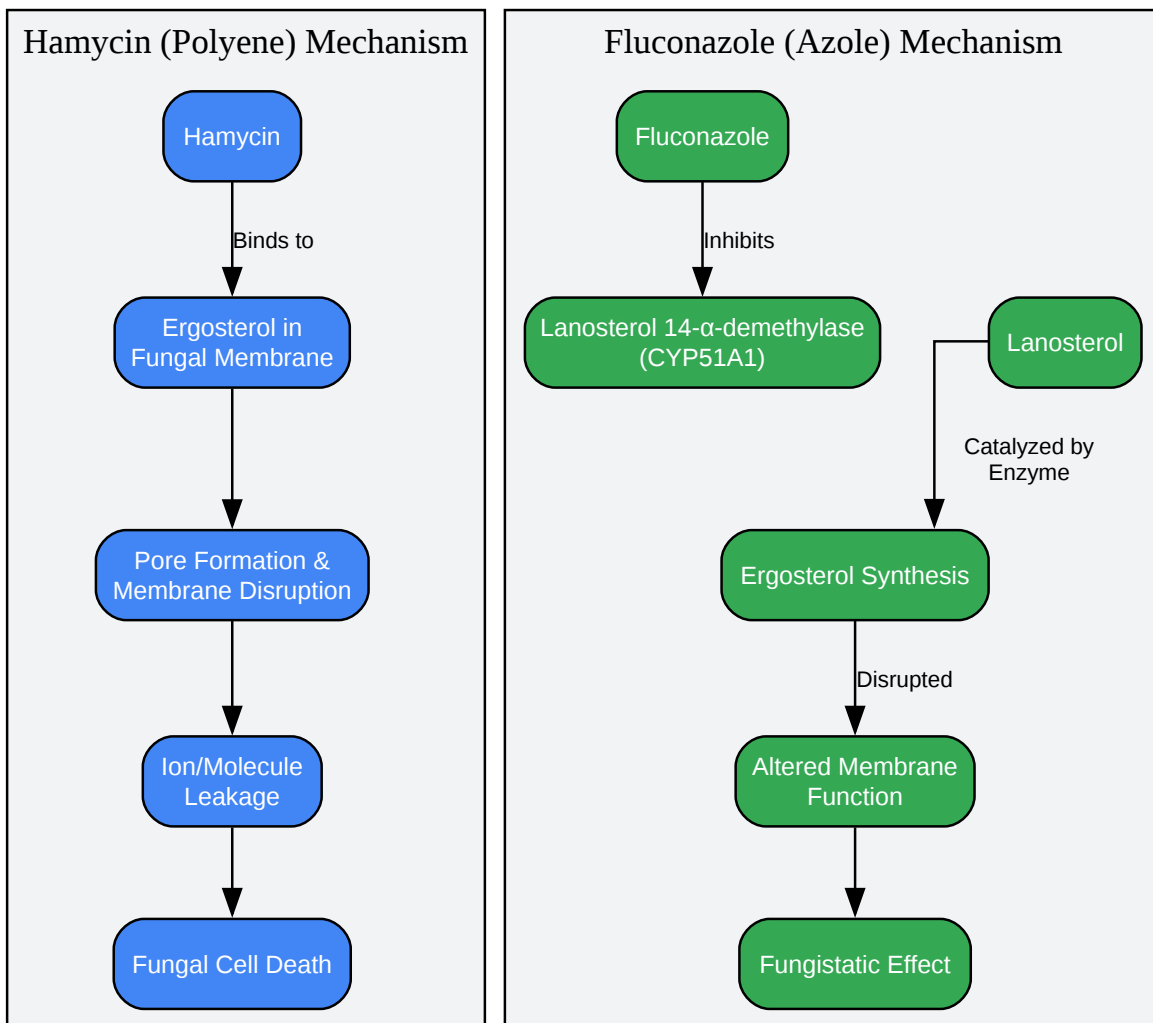 Hamycin (Polyene) Mechanism
Hamycin
Binds to
Ergosterol in
Fungal Membrane
Pore Formation &
Membrane Disruption
Ion/Molecule
Leakage
Fungal Cell Death
Fluconazole (Azole) Mechanism
Fluconazole
Inhibits
Lanosterol 14-α-demethylase
(CYP51A1)
Lanosterol
Catalyzed by
Enzyme
Ergosterol Synthesis
Disrupted
Altered Membrane
Function
Fungistatic Effect